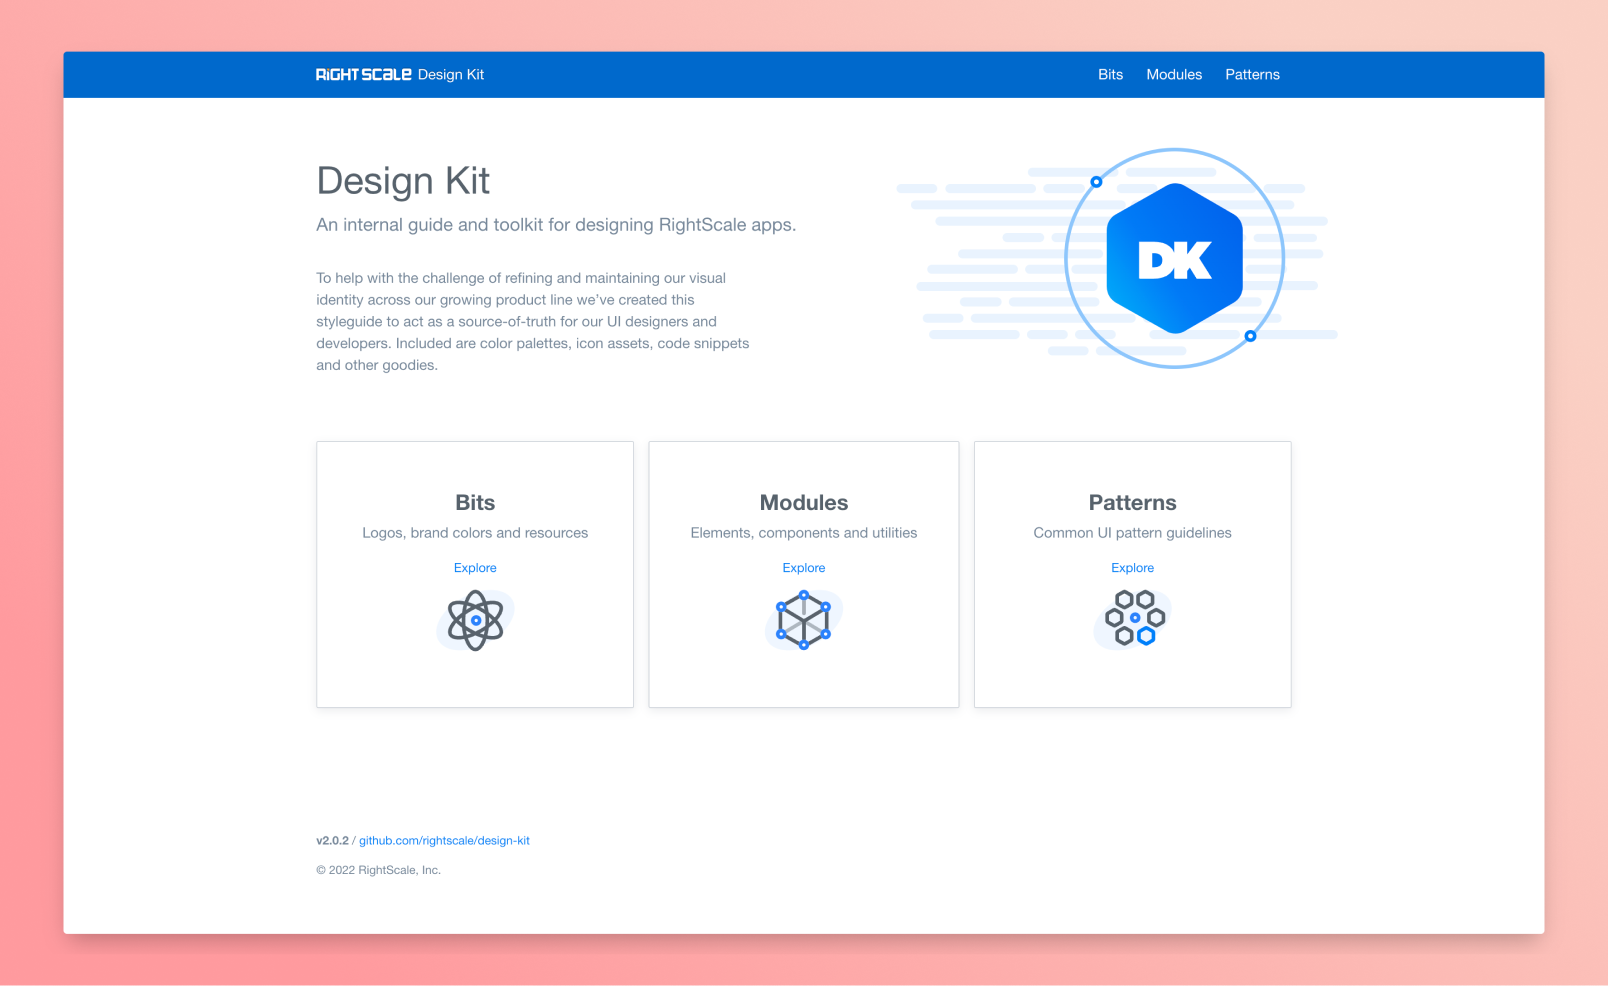 RIGHTSCALE Design Kit
Bits Modules Patterns
Design Kit
An internal guide and toolkit for designing RightScale apps.
To help with the challenge of refining and maintaining our visual
identity across our growing product line we’ve created this
styleguide to act as a source-of-truth for our UI designers and
developers. Included are color palettes, icon assets, code snippets
and other goodies.
DK
Bits
Logos, brand colors and resources
Explore
Modules
Elements, components and utilities
Explore
Patterns
Common UI pattern guidelines
Explore
v2.0.2 / github.com/rightscale/design-kit
© 2022 RightScale, Inc.